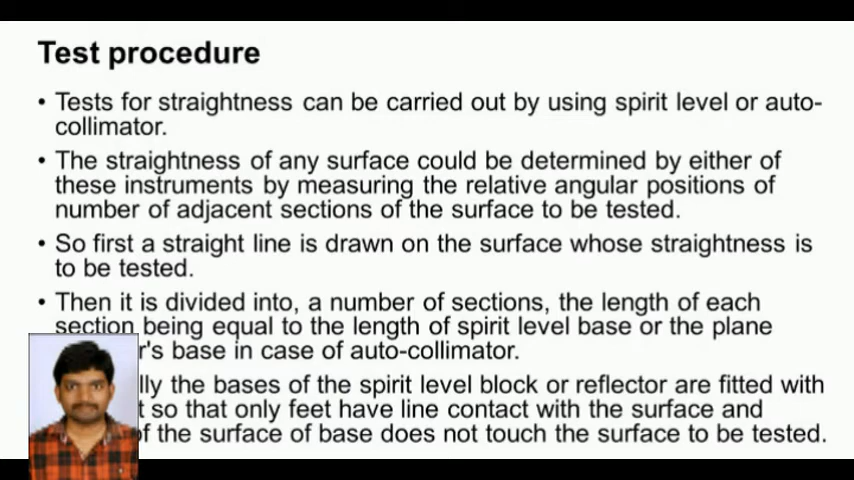 Test procedure
• Tests for straightness can be carried out by using spirit level or auto-
collimator.
• The straightness of any surface could be determined by either of
these instruments by measuring the relative angular positions of
number of adjacent sections of the surface to be tested.
• So first a straight line is drawn on the surface whose straightness is
to be tested.
• Then it is divided into, a number of sections, the length of each
section being equal to the length of spirit level base or the plane
r's base in case of auto-collimator.
lly the bases of the spirit level block or reflector are fitted with
t so that only feet have line contact with the surface and
of the surface of base does not touch the surface to be tested.